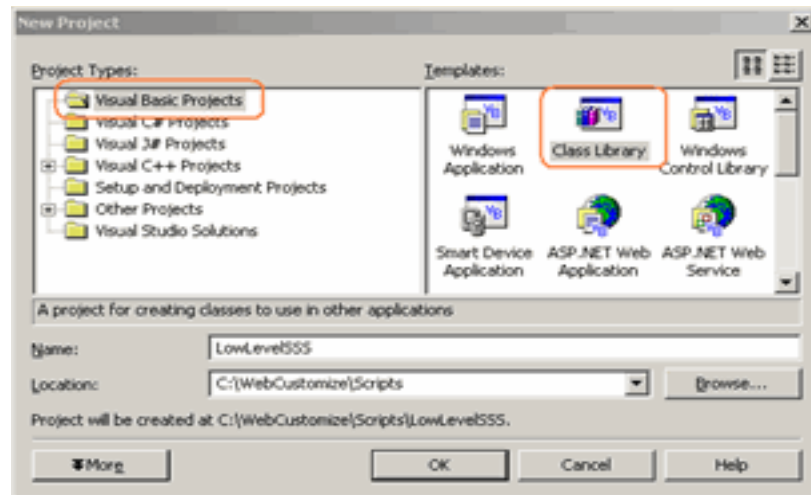 New Project
Project Types:
Templates:
Visual Basic Projects
Visual C# Projects
Visual J# Projects
Visual C++ Projects
Setup and Deployment Projects
Other Projects
Visual Studio Solutions
Windows Application
Class Library
Windows Control Library
Smart Device Application
ASP.NET Web Application
ASP.NET Web Service
A project for creating classes to use in other applications
Name:
LowLevelSSS
Location:
C:\WebCustomize\Scripts
Browse...
Project will be created at C:\WebCustomize\Scripts\LowLevelSSS.
More
OK
Cancel
Help